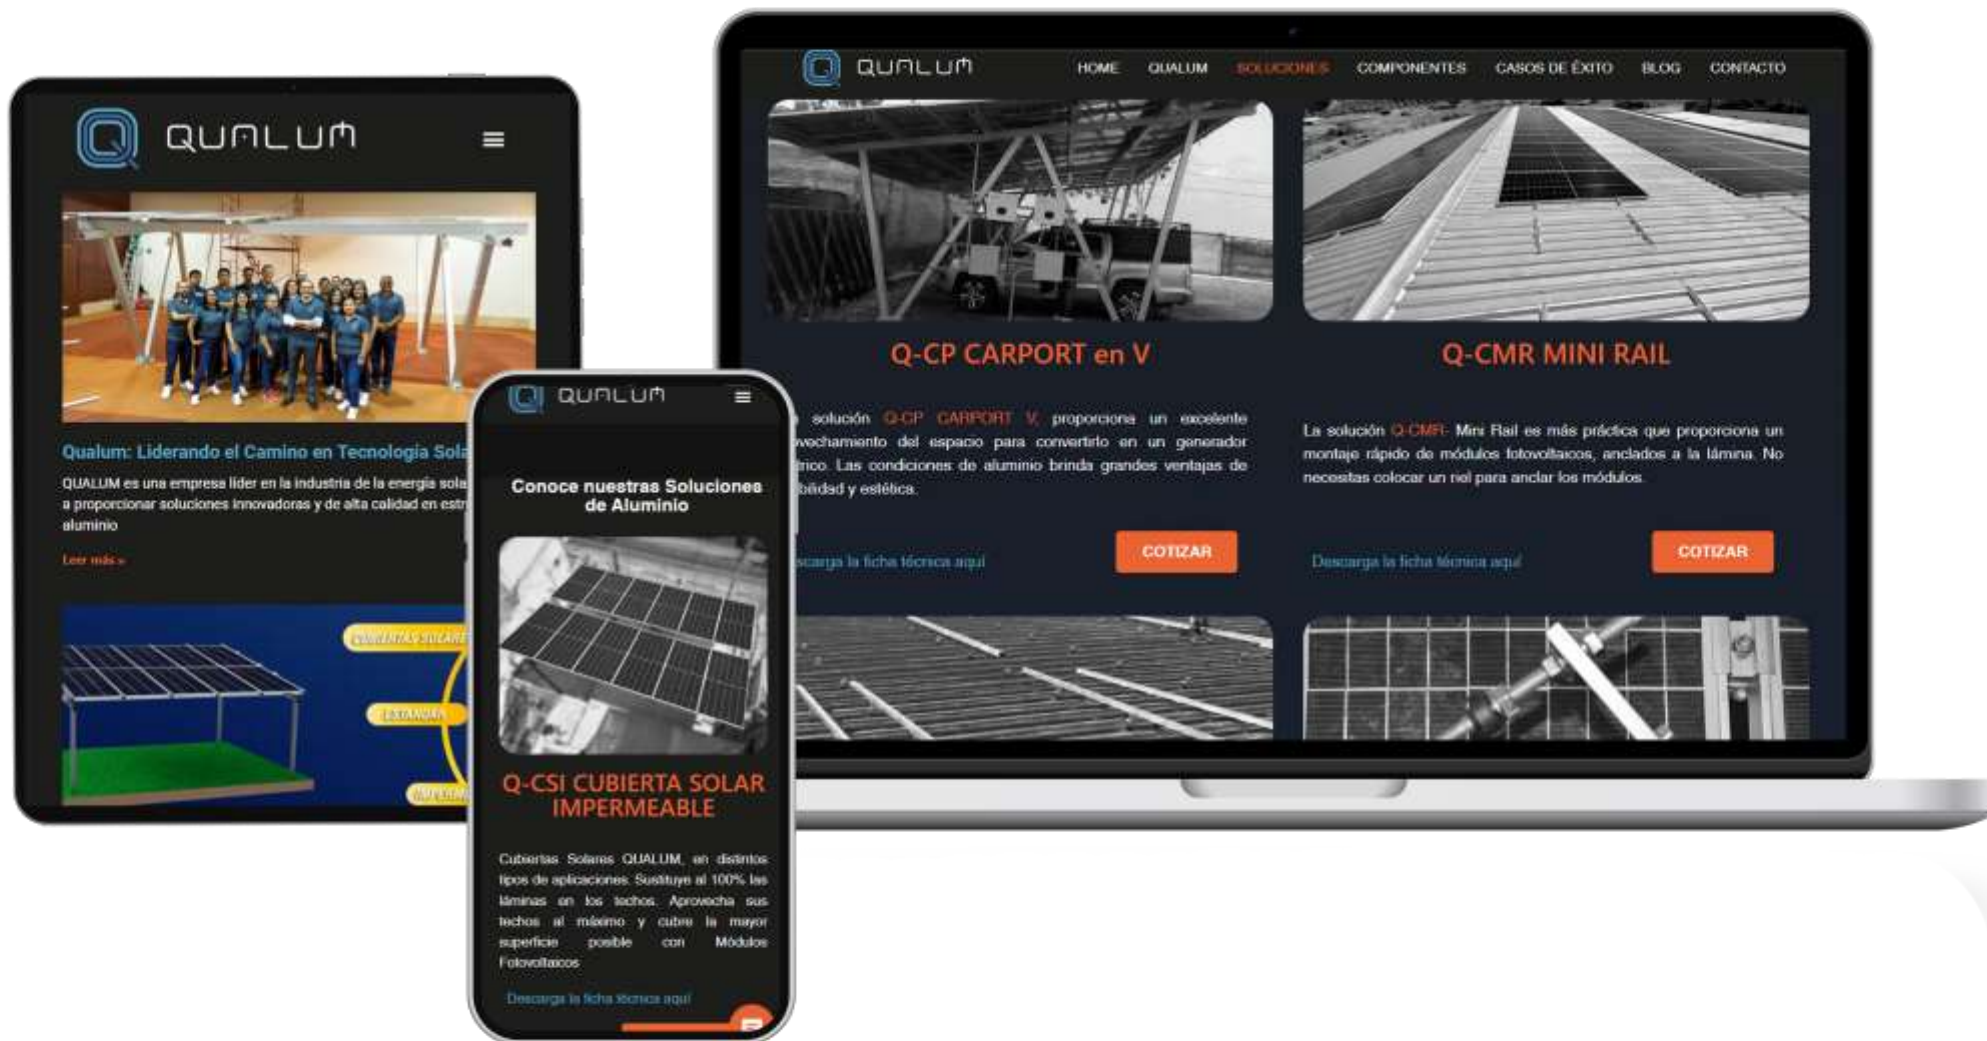 QUALUM
Qualum: Liderando el Camino en Tecnología Sola
QUALUM es una empresa líder en la industria de la energía sola
a proporcionar soluciones innovadoras y de alta calidad en estr
aluminio
Leer más »
CUBIERTAS SOLARE
ESTANDAR
IMPERME
QUALUM
Conoce nuestras Soluciones
de Aluminio
Q-CSI CUBIERTA SOLAR
IMPERMEABLE
Cubiertas Solares QUALUM, en distintos
tipos de aplicaciones. Sustituye al 100% las
láminas en los techos. Aprovecha sus
techos al máximo y cubre la mayor
superficie posible con Módulos
Fotovoltaicos
Descarga la ficha técnica aquí
QUALUM
HOME QUALUM SOLUCIONES COMPONENTES CASOS DE ÉXITO BLOG CONTACTO
Q-CP CARPORT en V
solución Q-CP CARPORT V, proporciona un excelente
ovechamiento del espacio para convertirlo en un generador
trico. Las condiciones de aluminio brinda grandes ventajas de
bilidad y estética.
scarga la ficha técnica aquí
COTIZAR
Q-CMR MINI RAIL
La solución Q-CMR- Mini Rail es más práctica que proporciona un
montaje rápido de módulos fotovoltaicos, anclados a la lámina. No
necesitas colocar un riel para anclar los módulos.
Descarga la ficha técnica aquí
COTIZAR